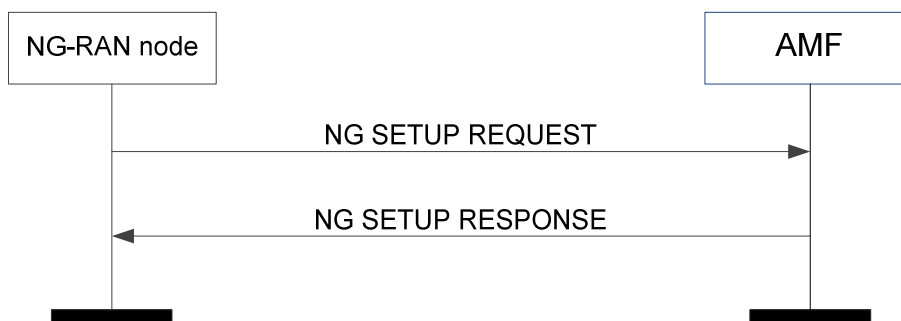 NG-RAN node
AMF
NG SETUP REQUEST
NG SETUP RESPONSE